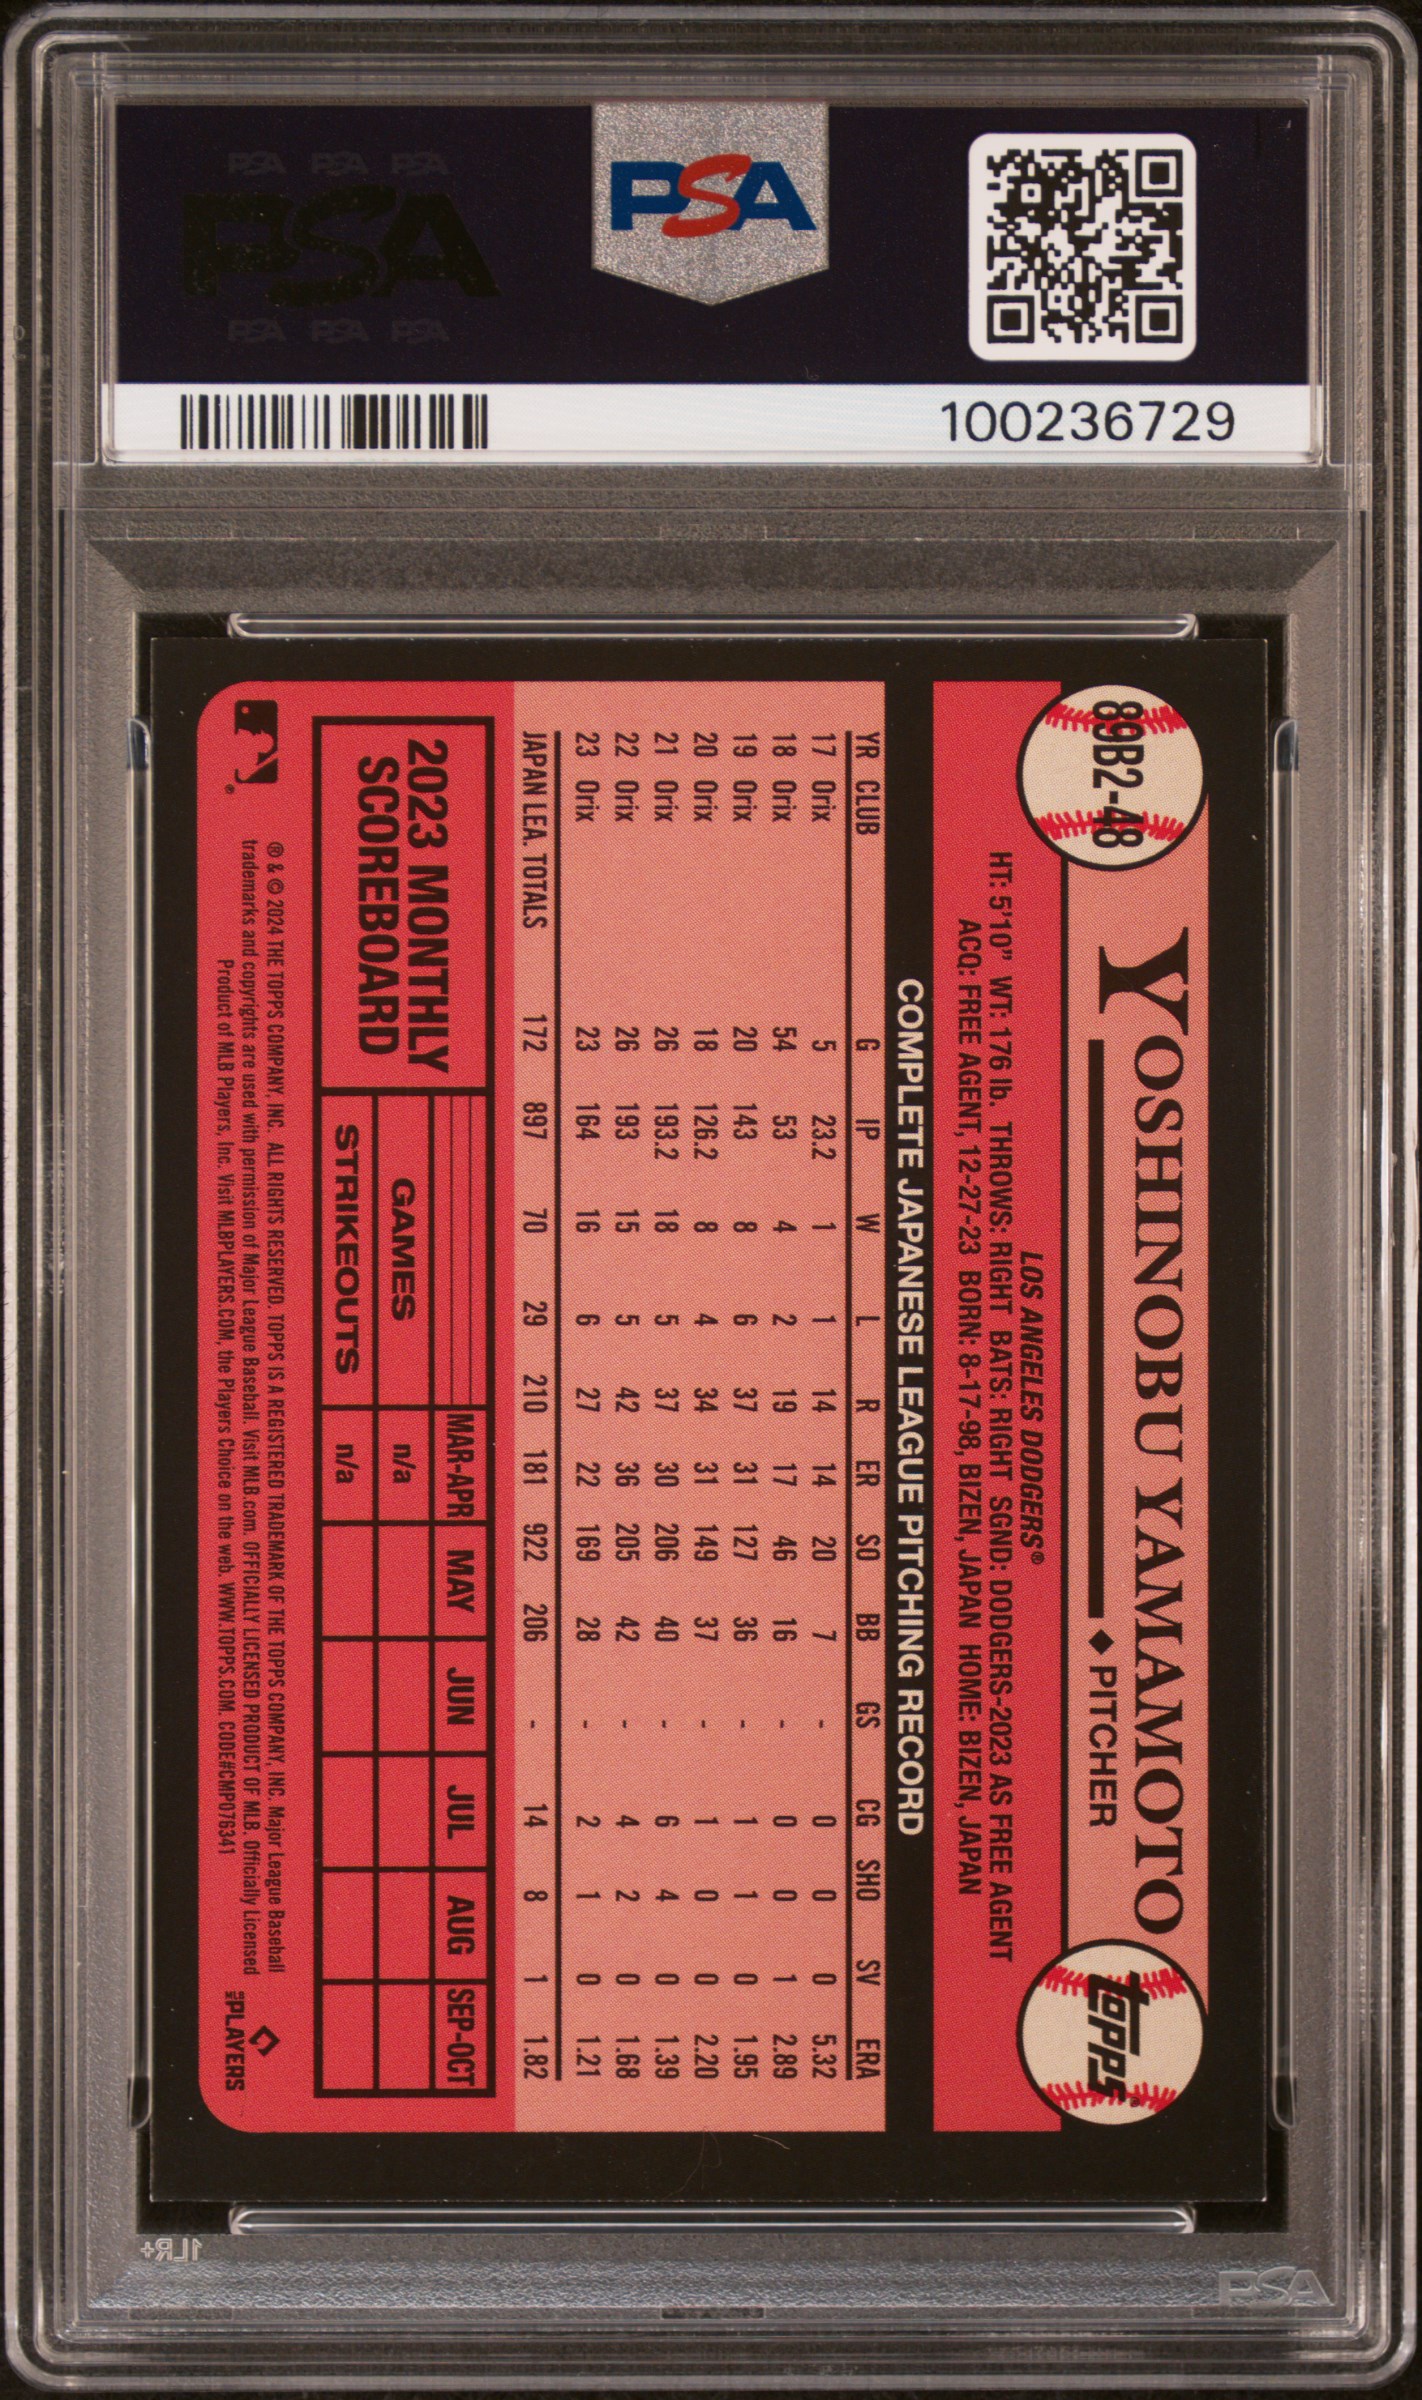 PSA PSA PSA
PSA
PSA PSA PSA
PSA
100236729
89B2-48
YOSHINOBU YAMAMOTO
◆ PITCHER
topps®
LOS ANGELES DODGERS®
HT: 5'10" WT: 176 lb. THROWS: RIGHT BATS: RIGHT SGND: DODGERS-2023 AS FREE AGENT
ACQ: FREE AGENT, 12-27-23 BORN: 8-17-98, BIZEN, JAPAN HOME: BIZEN, JAPAN
COMPLETE JAPANESE LEAGUE PITCHING RECORD
YR CLUB G IP W L R ER SO BB GS CG SHO SV ERA
17 Orix 5 23.2 1 1 14 14 20 7 - 0 0 0 5.32
18 Orix 54 53 4 2 19 17 46 16 - 0 0 1 2.89
19 Orix 20 143 8 6 37 31 127 36 - 1 1 0 1.95
20 Orix 18 126.2 8 4 34 31 149 37 - 1 0 0 2.20
21 Orix 26 193.2 18 5 37 30 206 40 - 6 4 0 1.39
22 Orix 26 193 15 5 42 36 205 42 - 4 2 0 1.68
23 Orix 23 164 16 6 27 22 169 28 - 2 1 0 1.21
JAPAN LEA. TOTALS 172 897 70 29 210 181 922 206 - 14 8 1 1.82
2023 MONTHLY
SCOREBOARD
MAR-APR MAY JUN JUL AUG SEP-OCT
GAMES n/a
STRIKEOUTS n/a
® & © 2024 THE TOPPS COMPANY, INC. ALL RIGHTS RESERVED. TOPPS IS A REGISTERED TRADEMARK OF THE TOPPS COMPANY, INC. Major League Baseball
trademarks and copyrights are used with permission of Major League Baseball. Visit MLB.com. OFFICIALLY LICENSED PRODUCT OF MLB. Officially Licensed
Product of MLB Players, Inc. Visit MLBPLAYERS.COM, the Players Choice on the web. WWW.TOPPS.COM. CODE#CMP076341
MLB PLAYERS
1LR+
PSA